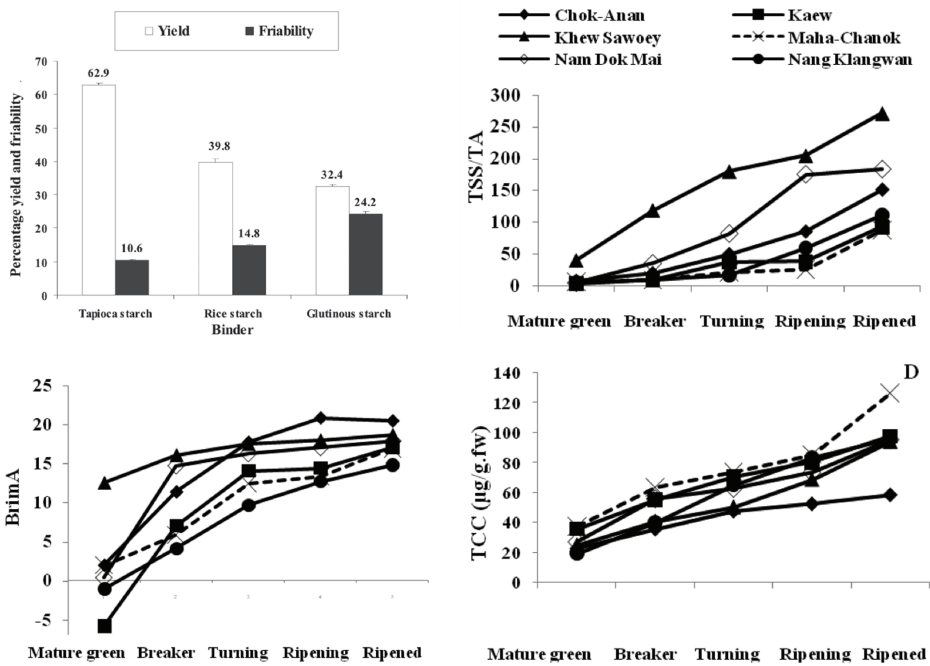 Yield Friability
Percentage yield and friability
70
60
50
40
30
20
10
0
62.9
10.6
39.8
14.8
32.4
24.2
Tapioca starch Rice starch Glutinous starch
Binder
Chok-Anan Kaew
Khew Sawoey Maha-Chanok
Nam Dok Mai Nang Klangwan
TSS/TA
300
250
200
150
100
50
0
Mature green Breaker Turning Ripening Ripened
BrimA
25
20
15
10
5
0
-5
2 3 4 5
Mature green Breaker Turning Ripening Ripened
D
TCC (µg/g.fw)
140
120
100
80
60
40
20
0
Mature green Breaker Turning Ripening Ripened